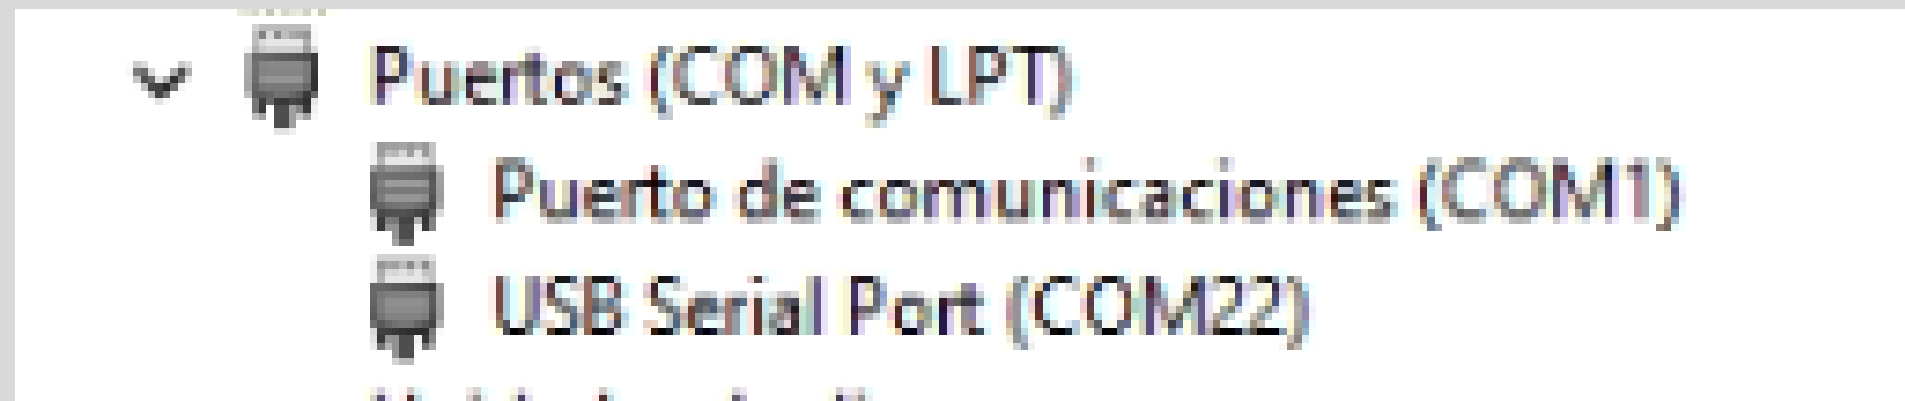 Puertos (COM y LPT)
Puerto de comunicaciones (COM1)
USB Serial Port (COM22)